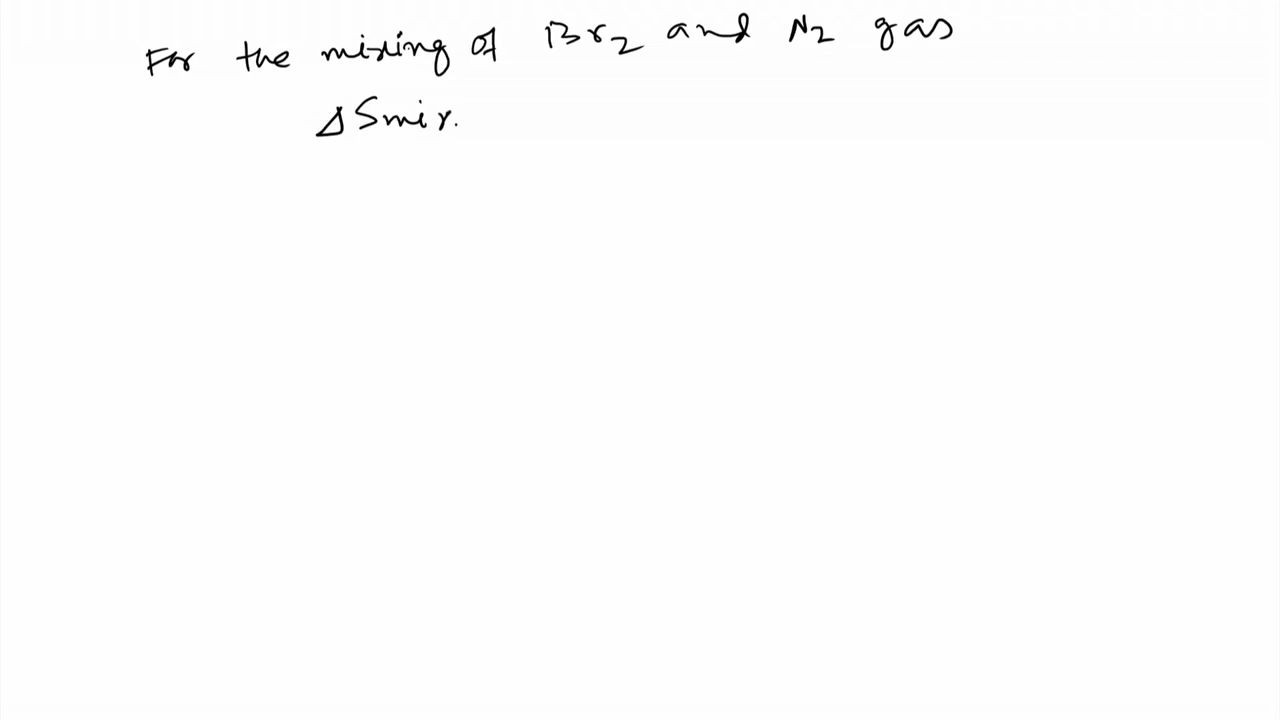 For the mixing of Br₂ and N₂ gas
ΔSmix.